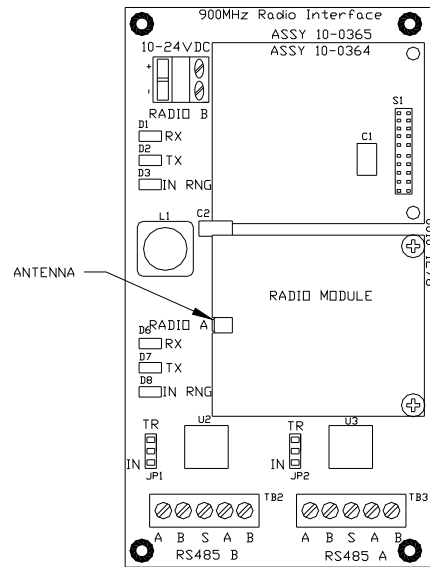 900MHz Radio Interface
ASSY 10-0365
ASSY 10-0364
10-24VDC
+
-
RADIO B
S1
C1
D1 RX
D2 TX
D3 IN RNG
L1
C2
ANTENNA
RADIO MODULE
RADIO A
D6 RX
D7 TX
D8 IN RNG
U2
U3
TR
TR
IN
IN
JP1
JP2
TB2
TB3
A B S A B
A B S A B
RS485 B
RS485 A